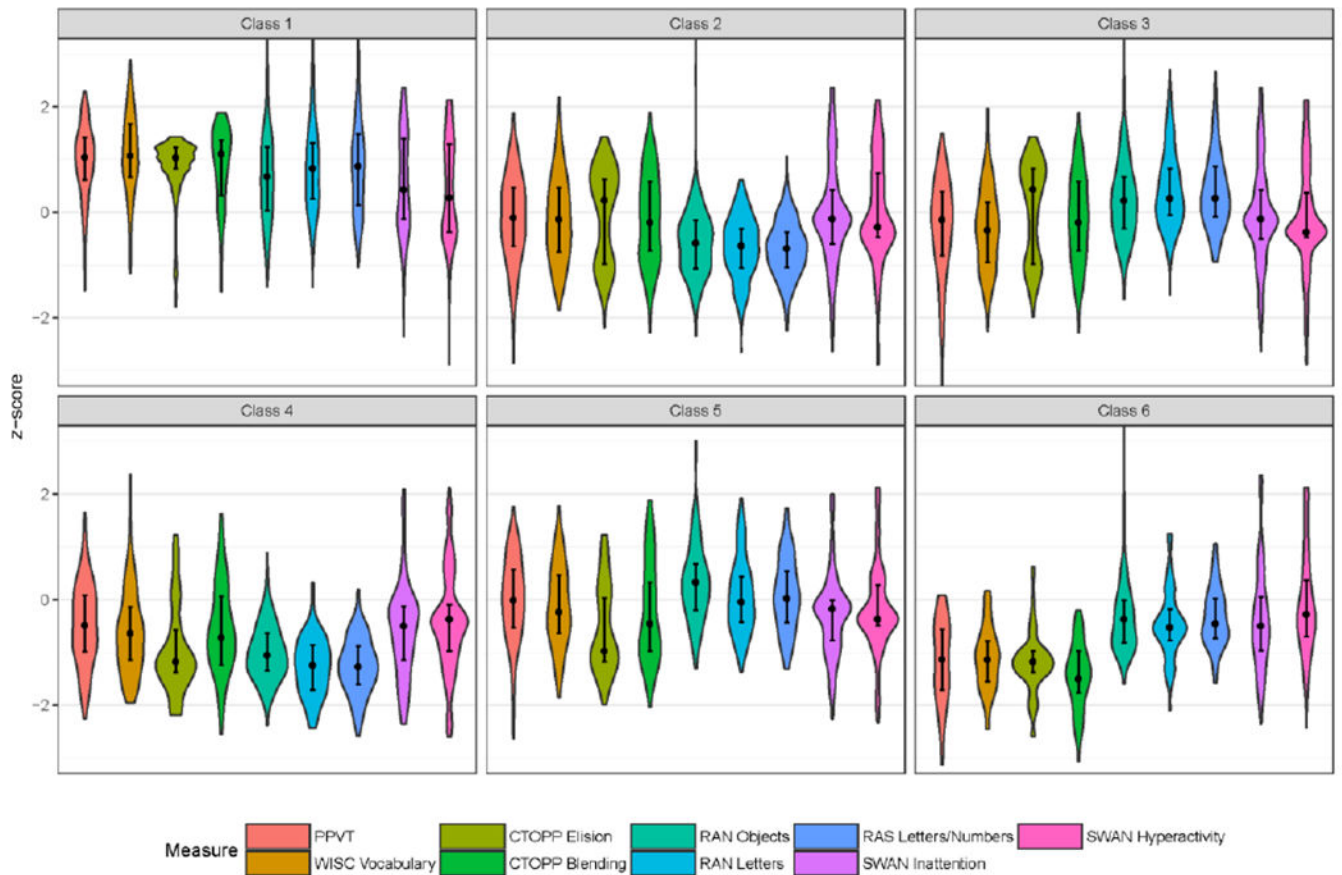 Class 1 Class 2 Class 3
2
0
−2
z-score
Class 4 Class 5 Class 6
2
0
−2
Measure
PPVT CTOPP Elision RAN Objects RAS Letters/Numbers SWAN Hyperactivity
WISC Vocabulary CTOPP Blending RAN Letters SWAN Inattention